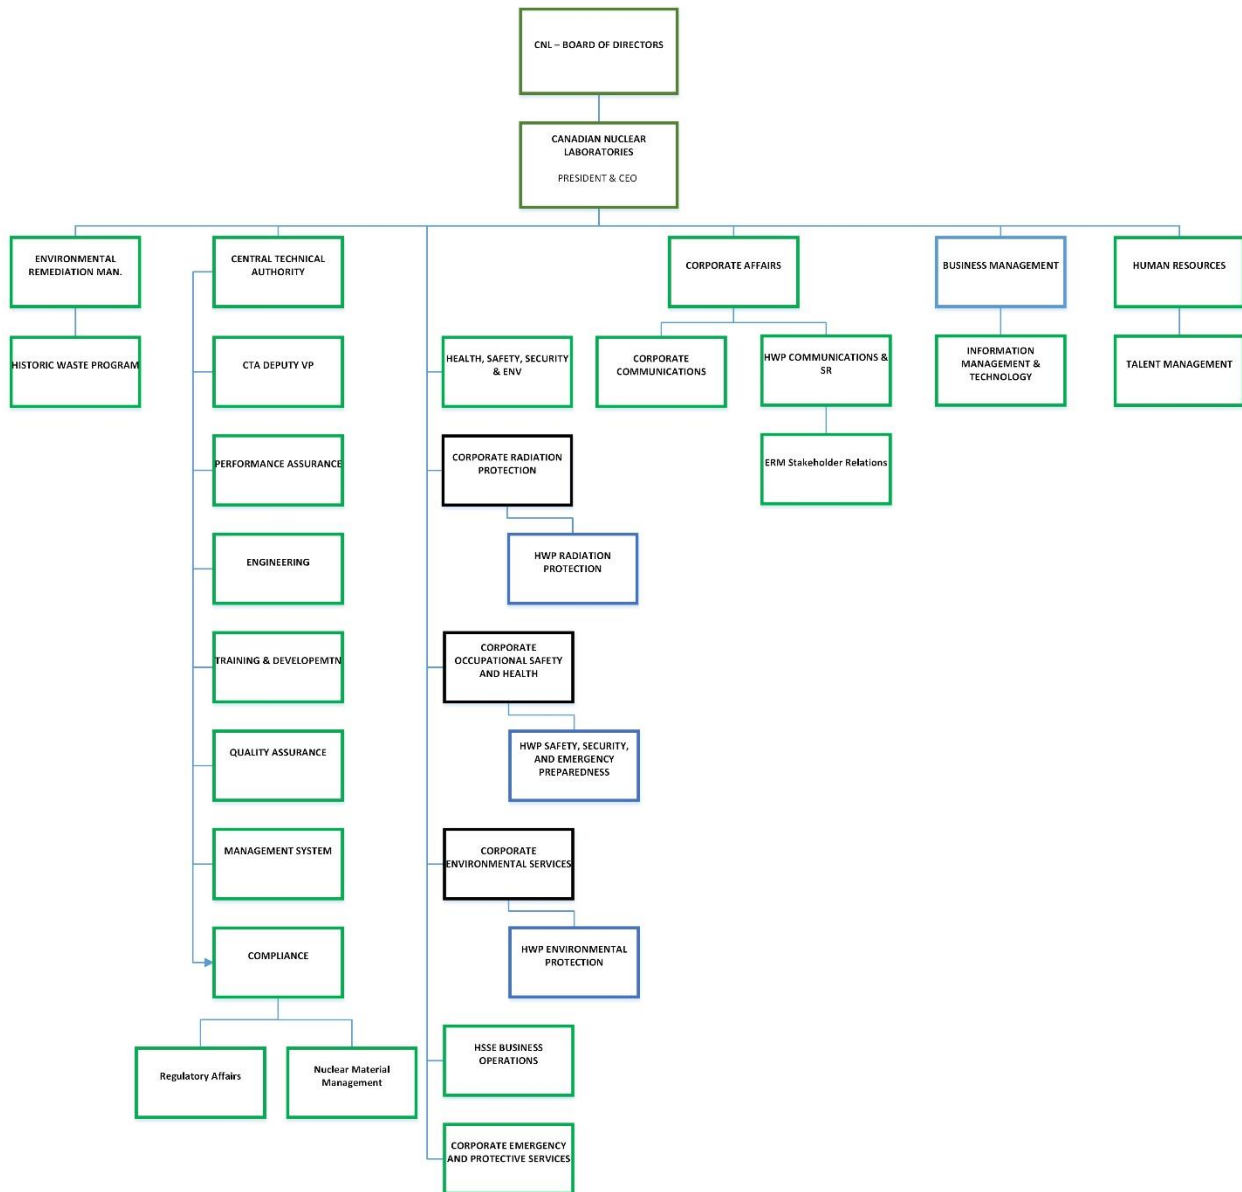 CNL – BOARD OF DIRECTORS
CANADIAN NUCLEAR
LABORATORIES
PRESIDENT & CEO
ENVIRONMENTAL
REMEDIATION MAN.
CENTRAL TECHNICAL
AUTHORITY
CORPORATE AFFAIRS
BUSINESS MANAGEMENT
HUMAN RESOURCES
HISTORIC WASTE PROGRAM
CTA DEPUTY VP
HEALTH, SAFETY, SECURITY
& ENV
CORPORATE
COMMUNICATIONS
HWP COMMUNICATIONS &
SR
INFORMATION
MANAGEMENT &
TECHNOLOGY
TALENT MANAGEMENT
PERFORMANCE ASSURANCE
CORPORATE RADIATION
PROTECTION
ERM Stakeholder Relations
ENGINEERING
HWP RADIATION
PROTECTION
TRAINING & DEVELOPEMTN
CORPORATE
OCCUPATIONAL SAFETY
AND HEALTH
QUALITY ASSURANCE
HWP SAFETY, SECURITY,
AND EMERGENCY
PREPAREDNESS
MANAGEMENT SYSTEM
CORPORATE
ENVIRONMENTAL SERVICES
COMPLIANCE
HWP ENVIRONMENTAL
PROTECTION
Regulatory Affairs
Nuclear Material
Management
HSSE BUSINESS
OPERATIONS
CORPORATE EMERGENCY
AND PROTECTIVE SERVICES